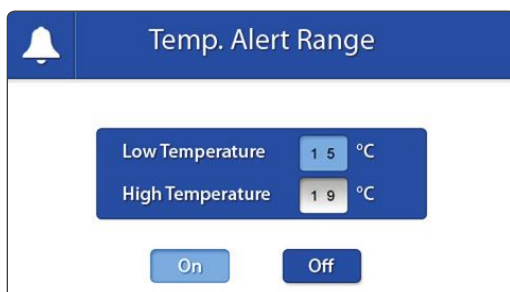 Temp. Alert Range
Low Temperature 15 °C
High Temperature 19 °C
On Off